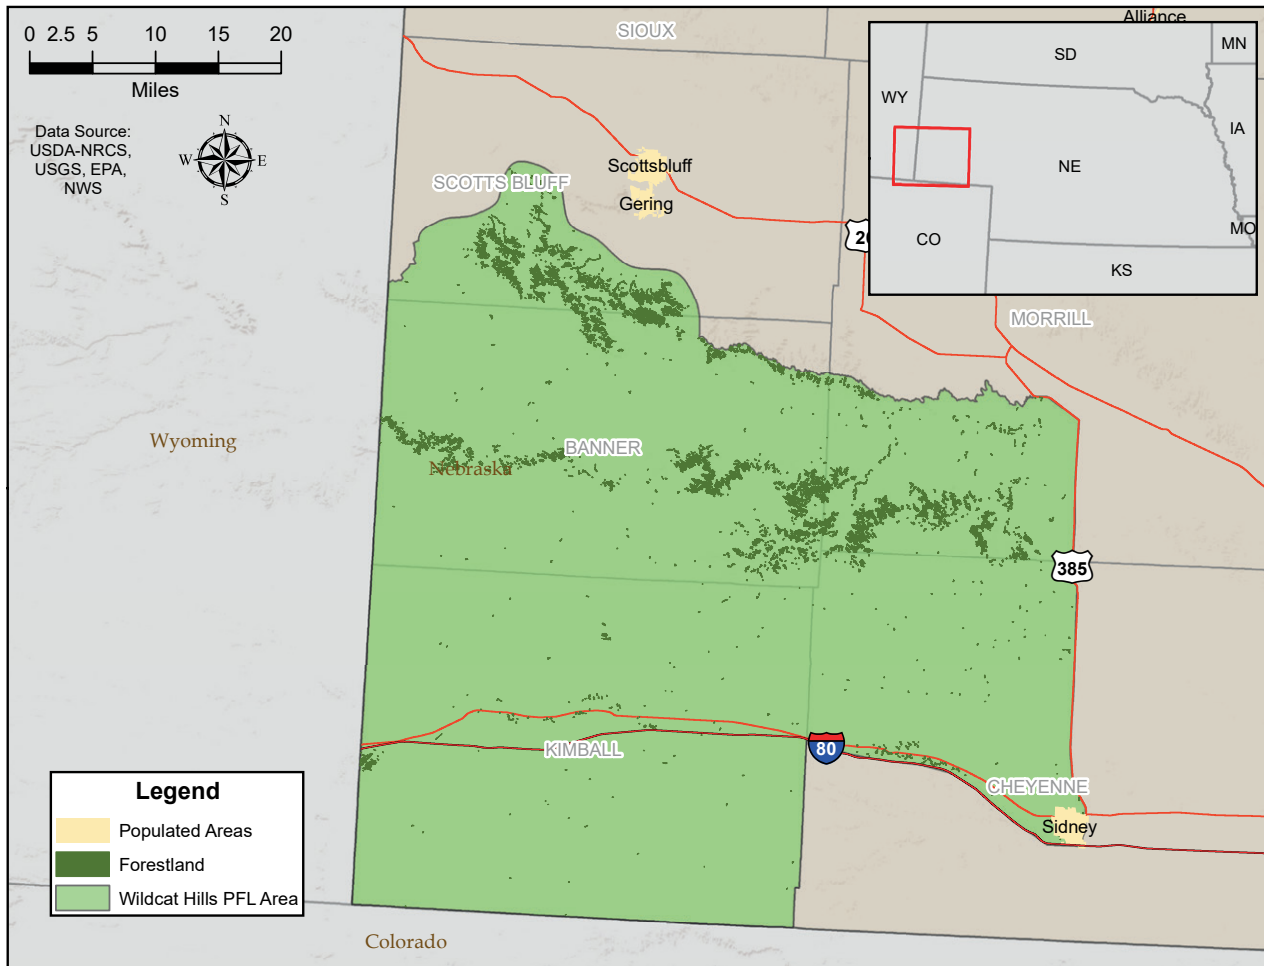 0 2.5 5 10 15 20
Miles
Data Source:
USDA-NRCS,
USGS, EPA,
NWS
N
W E
S
SIOUX
Alliance
Scottsbluff
SCOTTS BLUFF
Gering
26
MORRILL
SD
MN
WY
IA
NE
MO
CO
KS
Wyoming
BANNER
Nebraska
385
KIMBALL
80
CHEYENNE
Sidney
Legend
Populated Areas
Forestland
Wildcat Hills PFL Area
Colorado